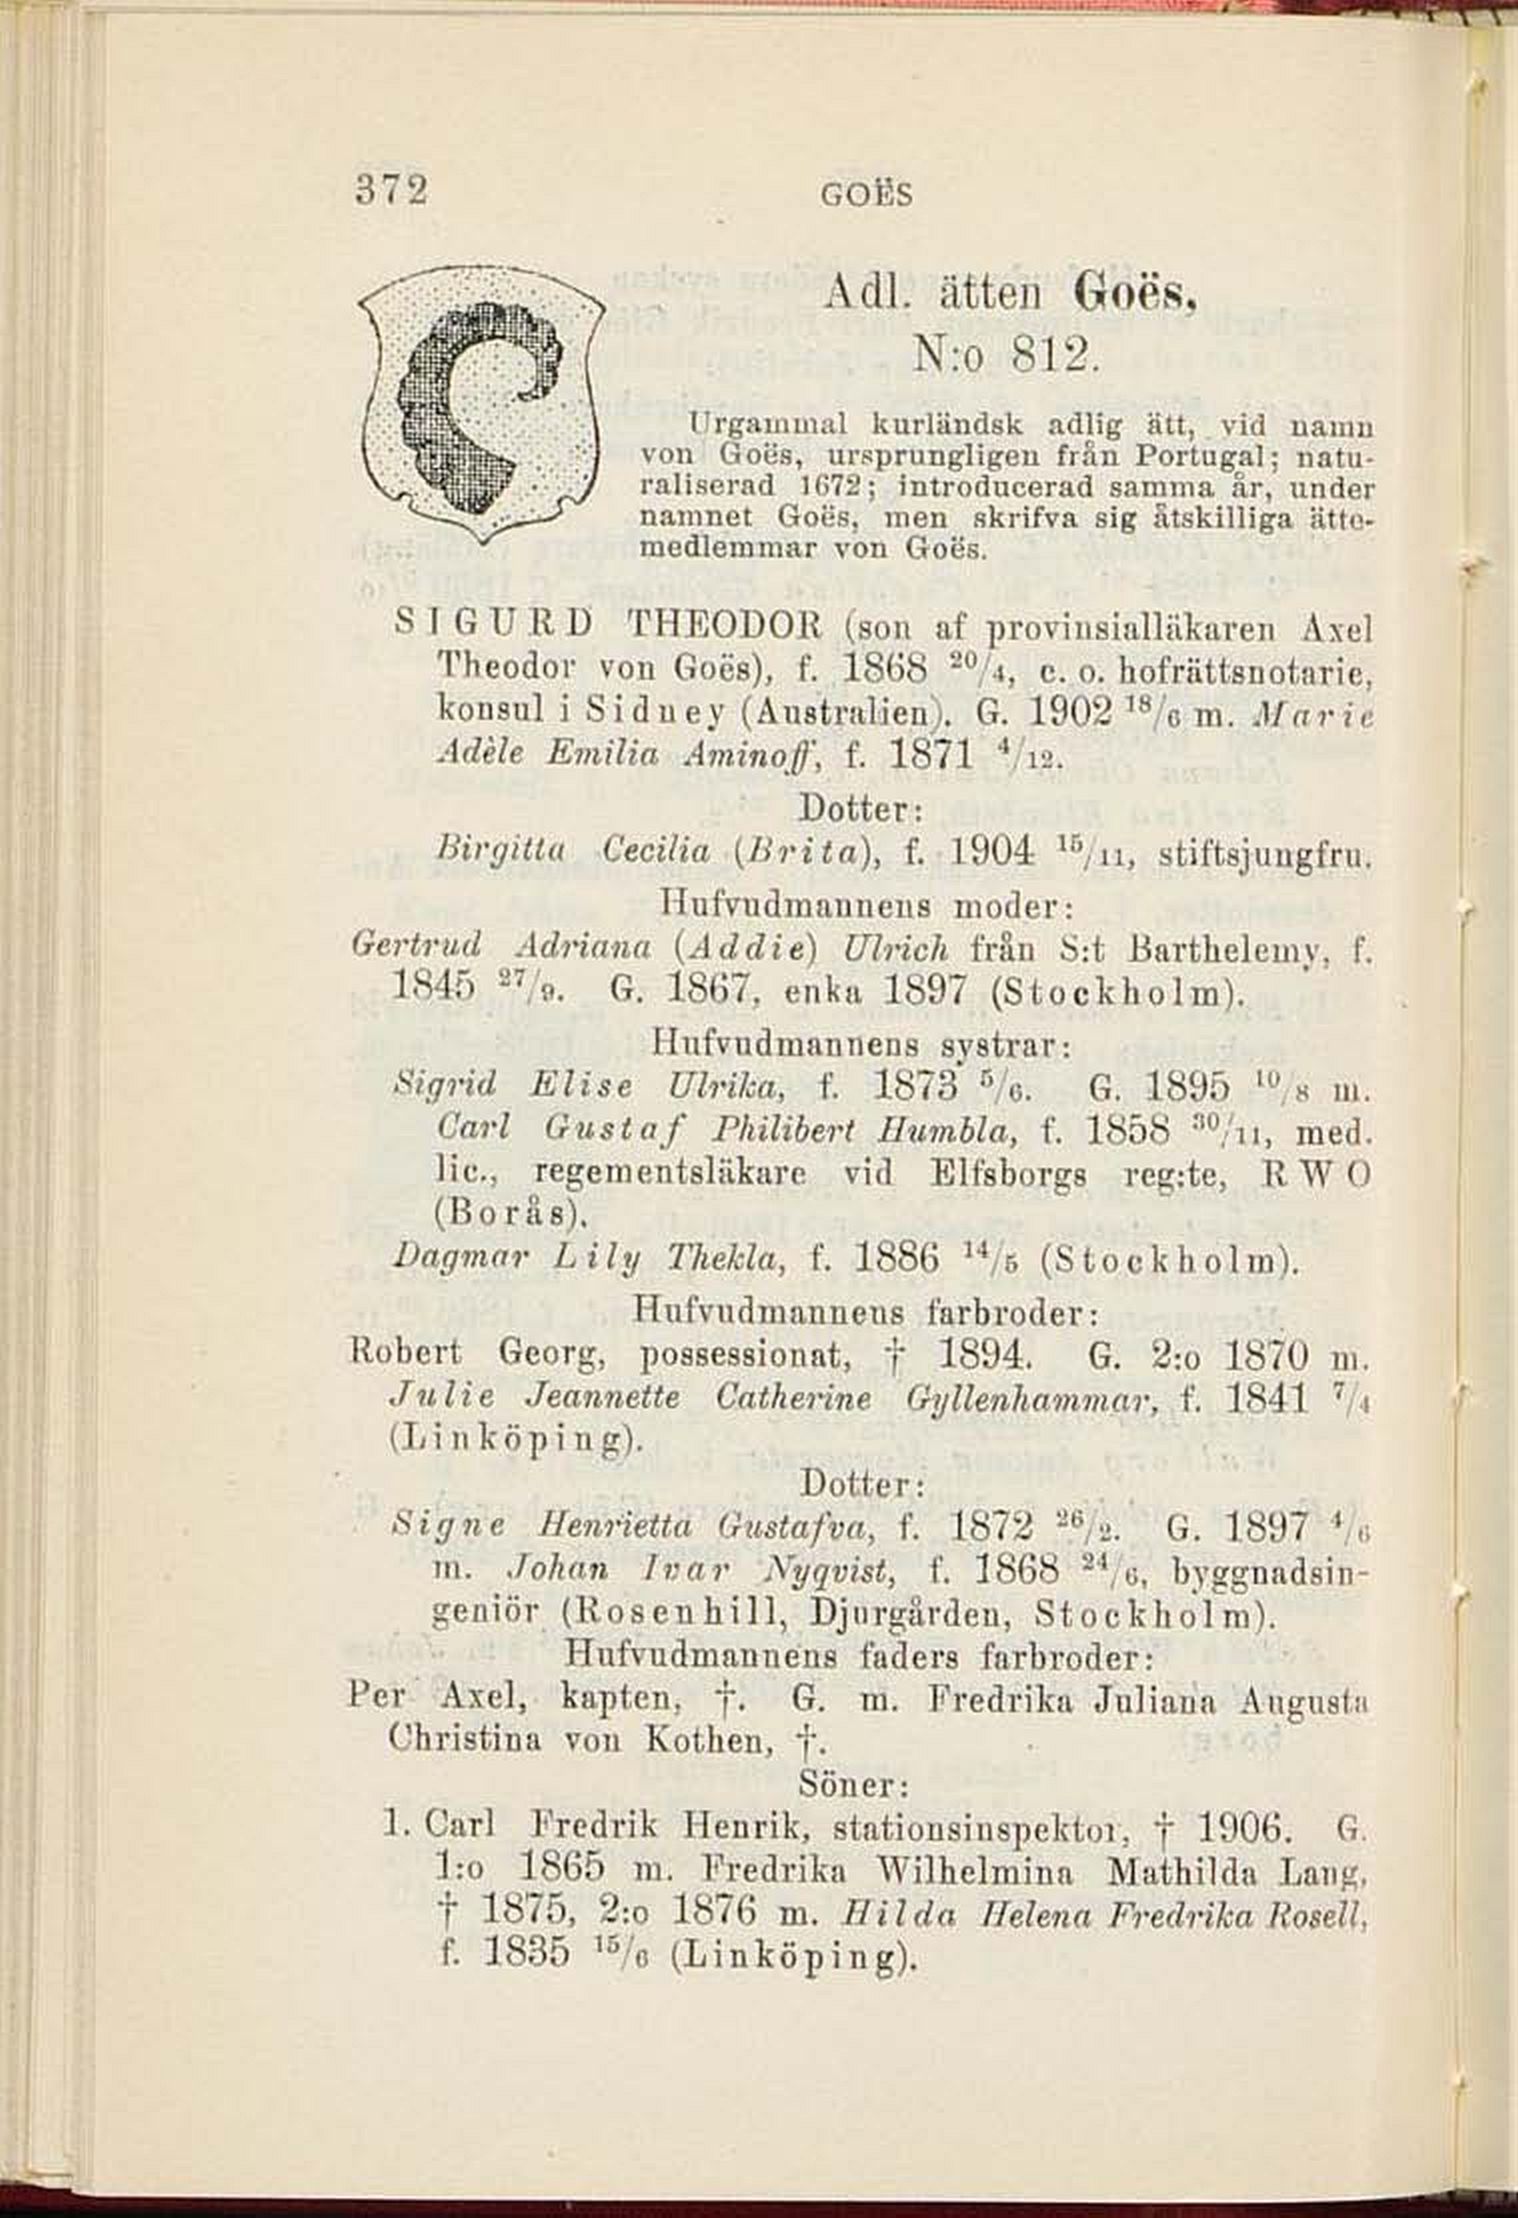 372
GOËS
Adl. ätten Goës,
N:o 812.
Urgammal kurländsk adlig ätt, vid namn
von Goës, ursprungligen från Portugal; natu-
raliserad 1672; introducerad samma år, under
namnet Goës, men skrifva sig åtskilliga ätte-
medlemmar von Goës.
SIGURD THEODOR (son af provinsialläkaren Axel
Theodor von Goës), f. 1868 20/4, e. o. hofrättsnotarie,
konsul i Sidney (Australien). G. 1902 18/6 m. Marie
Adèle Emilia Aminoff, f. 1871 4/12.
Dotter:
Birgitta Cecilia (Brita), f. 1904 15/11, stiftsjungfru.
Hufvudmannens moder:
Gertrud Adriana (Addie) Ulrich från S:t Barthelemy, f.
1845 27/9. G. 1867, enka 1897 (Stockholm).
Hufvudmannens systrar:
Sigrid Elise Ulrika, f. 1873 5/6. G. 1895 10/8 m.
Carl Gustaf Philibert Humbla, f. 1858 30/11, med.
lic., regementsläkare vid Elfsborgs reg:te, R W O
(Borås).
Dagmar Lily Thekla, f. 1886 14/5 (Stockholm).
Hufvudmannens farbroder:
Robert Georg, possessionat, † 1894. G. 2:o 1870 m.
Julie Jeannette Catherine Gyllenhammar, f. 1841 7/4
(Linköping).
Dotter:
Signe Henrietta Gustafva, f. 1872 26/2. G. 1897 4/6
m. Johan Ivar Nyqvist, f. 1868 24/6, byggnadsin-
geniör (Rosenhill, Djurgården, Stockholm).
Hufvudmannens faders farbroder:
Per Axel, kapten, †. G. m. Fredrika Juliana Augusta
Christina von Kothen, †.
Söner:
1. Carl Fredrik Henrik, stationsinspektor, † 1906. G.
1:o 1865 m. Fredrika Wilhelmina Mathilda Lang,
† 1875, 2:o 1876 m. Hilda Helena Fredrika Rosell,
f. 1835 15/6 (Linköping).